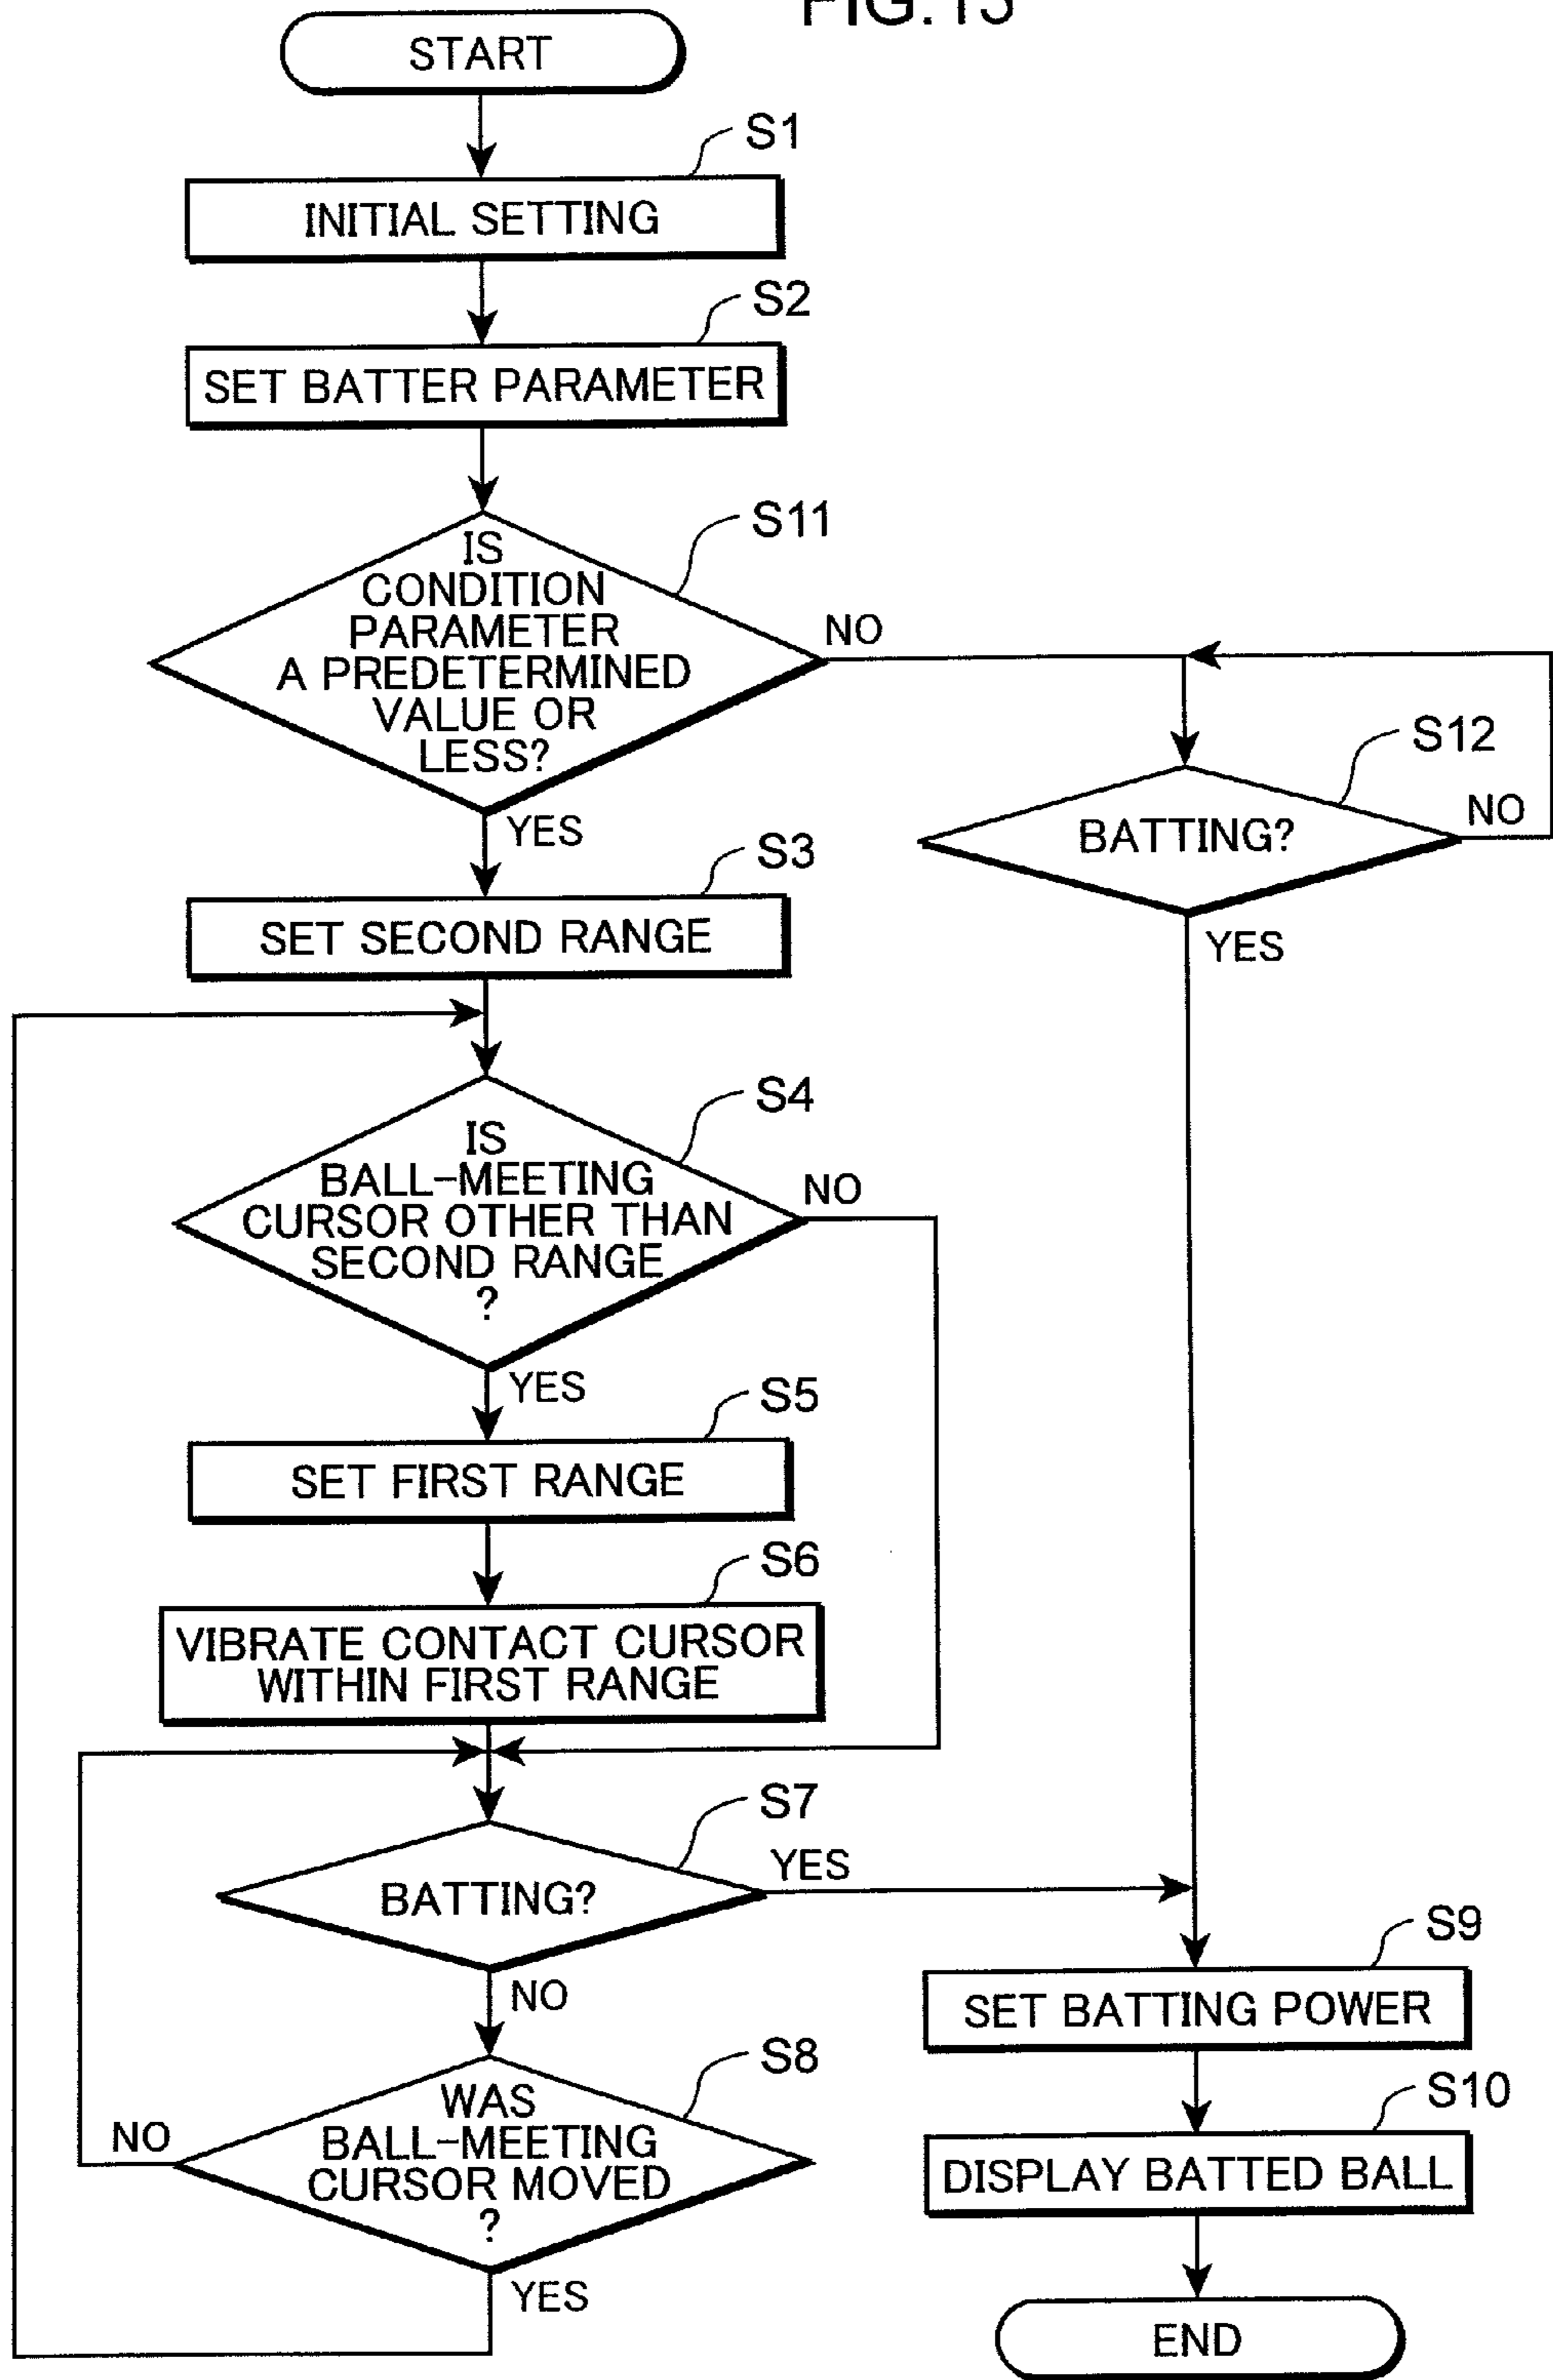 FIG.
START
S1
INITIAL SETTING
S2
SET BATTER PARAMETER
S11
IS
CONDITION
PARAMETER
A PREDETERMINED
VALUE OR
LESS?
NO
YES
S12
BATTING?
NO
YES
S3
SET SECOND RANGE
S4
IS
BALL-MEETING
CURSOR OTHER THAN
SECOND RANGE
?
NO
YES
S5
SET FIRST RANGE
S6
VIBRATE CONTACT CURSOR
WITHIN FIRST RANGE
S7
BATTING?
YES
NO
S8
WAS
BALL-MEETING
CURSOR MOVED
?
NO
YES
S9
SET BATTING POWER
S10
DISPLAY BATTED BALL
END